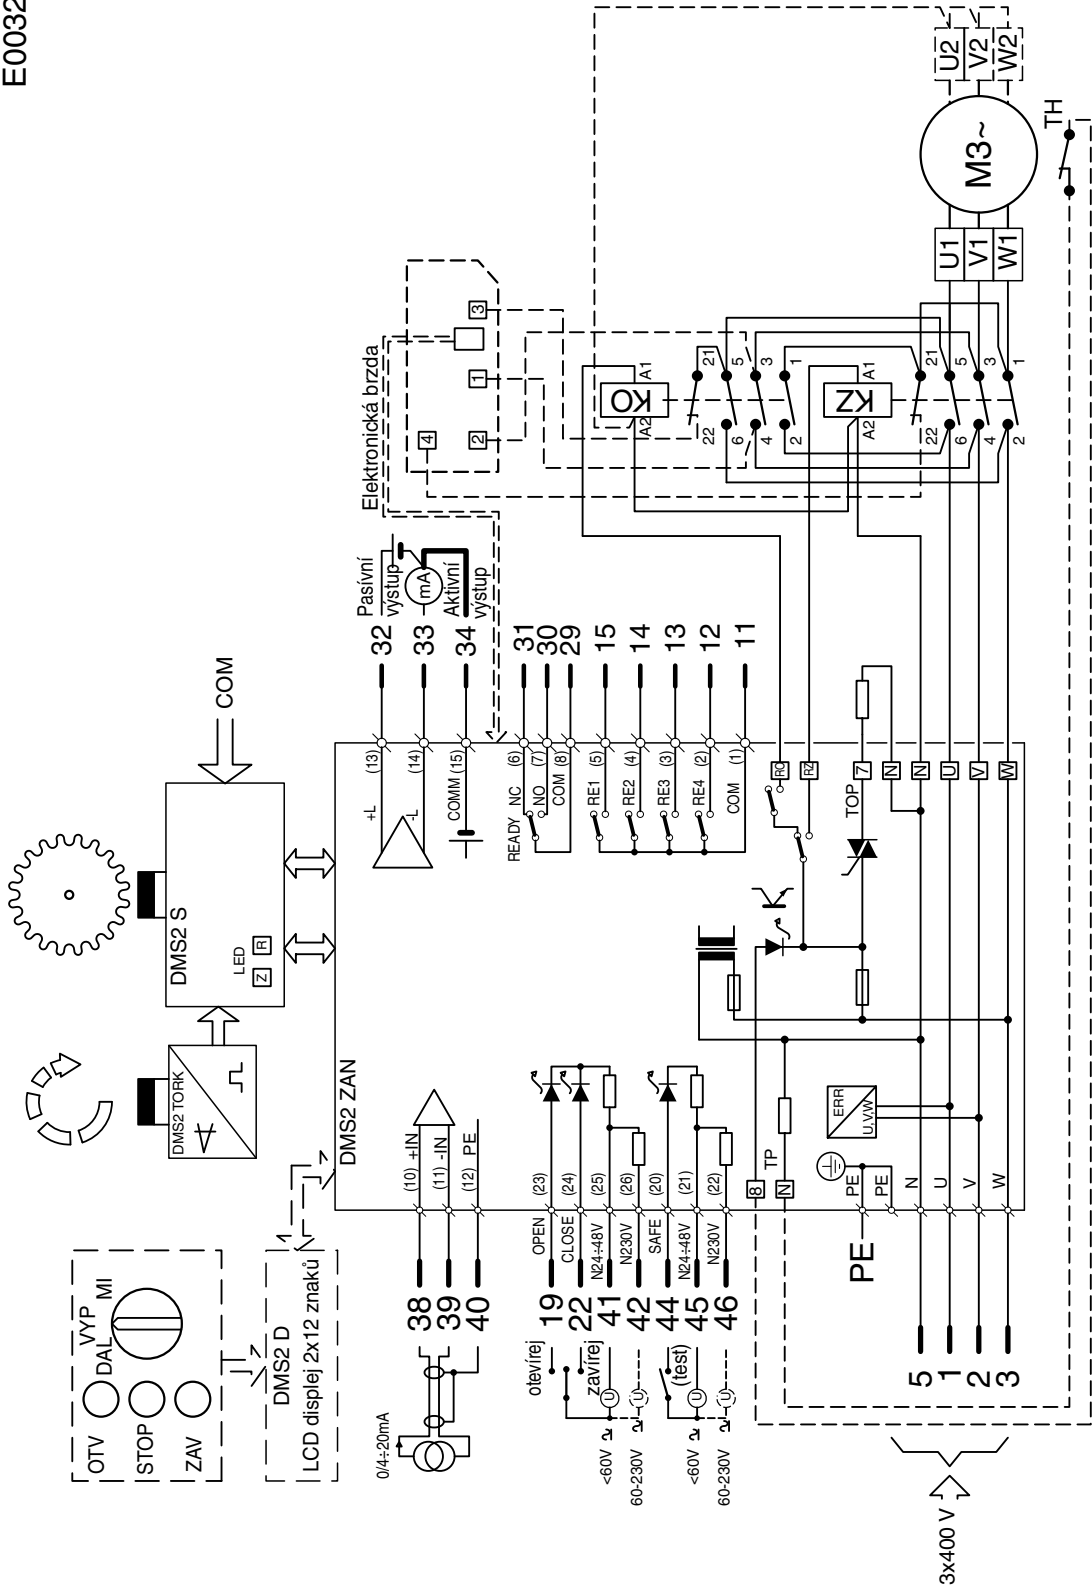 E0032
OTV
STOP
ZAV
DAL
VYP
MI
DMS2 D
LCD displej 2x12 znaků
DMS2 TORK
DMS2 S
LED
Z
R
COM
DMS2 ZAN
0/4÷20mA
38
39
40
(10) +IN
(11) -IN
(12) PE
+L
-L
(13)
(14)
COMM (15)
32
33
34
Pasívní
výstup
mA
Aktivní
výstup
Elektronická brzda
4
2
1
3
READY
NC (6)
NO (7)
COM (8)
31
30
29
RE1 (5)
RE2 (4)
RE3 (3)
RE4 (2)
COM (1)
15
14
13
12
11
otevírej
zavírej
(test)
<60V
60-230V
<60V
60-230V
U
U
U
U
19
22
41
42
44
45
46
OPEN
CLOSE
N24÷48V
N230V
SAFE
N24÷48V
N230V
(23)
(24)
(25)
(26)
(20)
(21)
(22)
8
N
TP
TOP
RO
RZ
7
N
N
U
V
W
ERR
U,V,W
PE
PE
PE
N
U
V
W
5
1
2
3
3x400 V
KO
A1
A2
22
21
6
5
4
3
2
1
KZ
A1
A2
22
21
6
5
4
3
2
1
U1
V1
W1
M3~
U2
V2
W2
TH